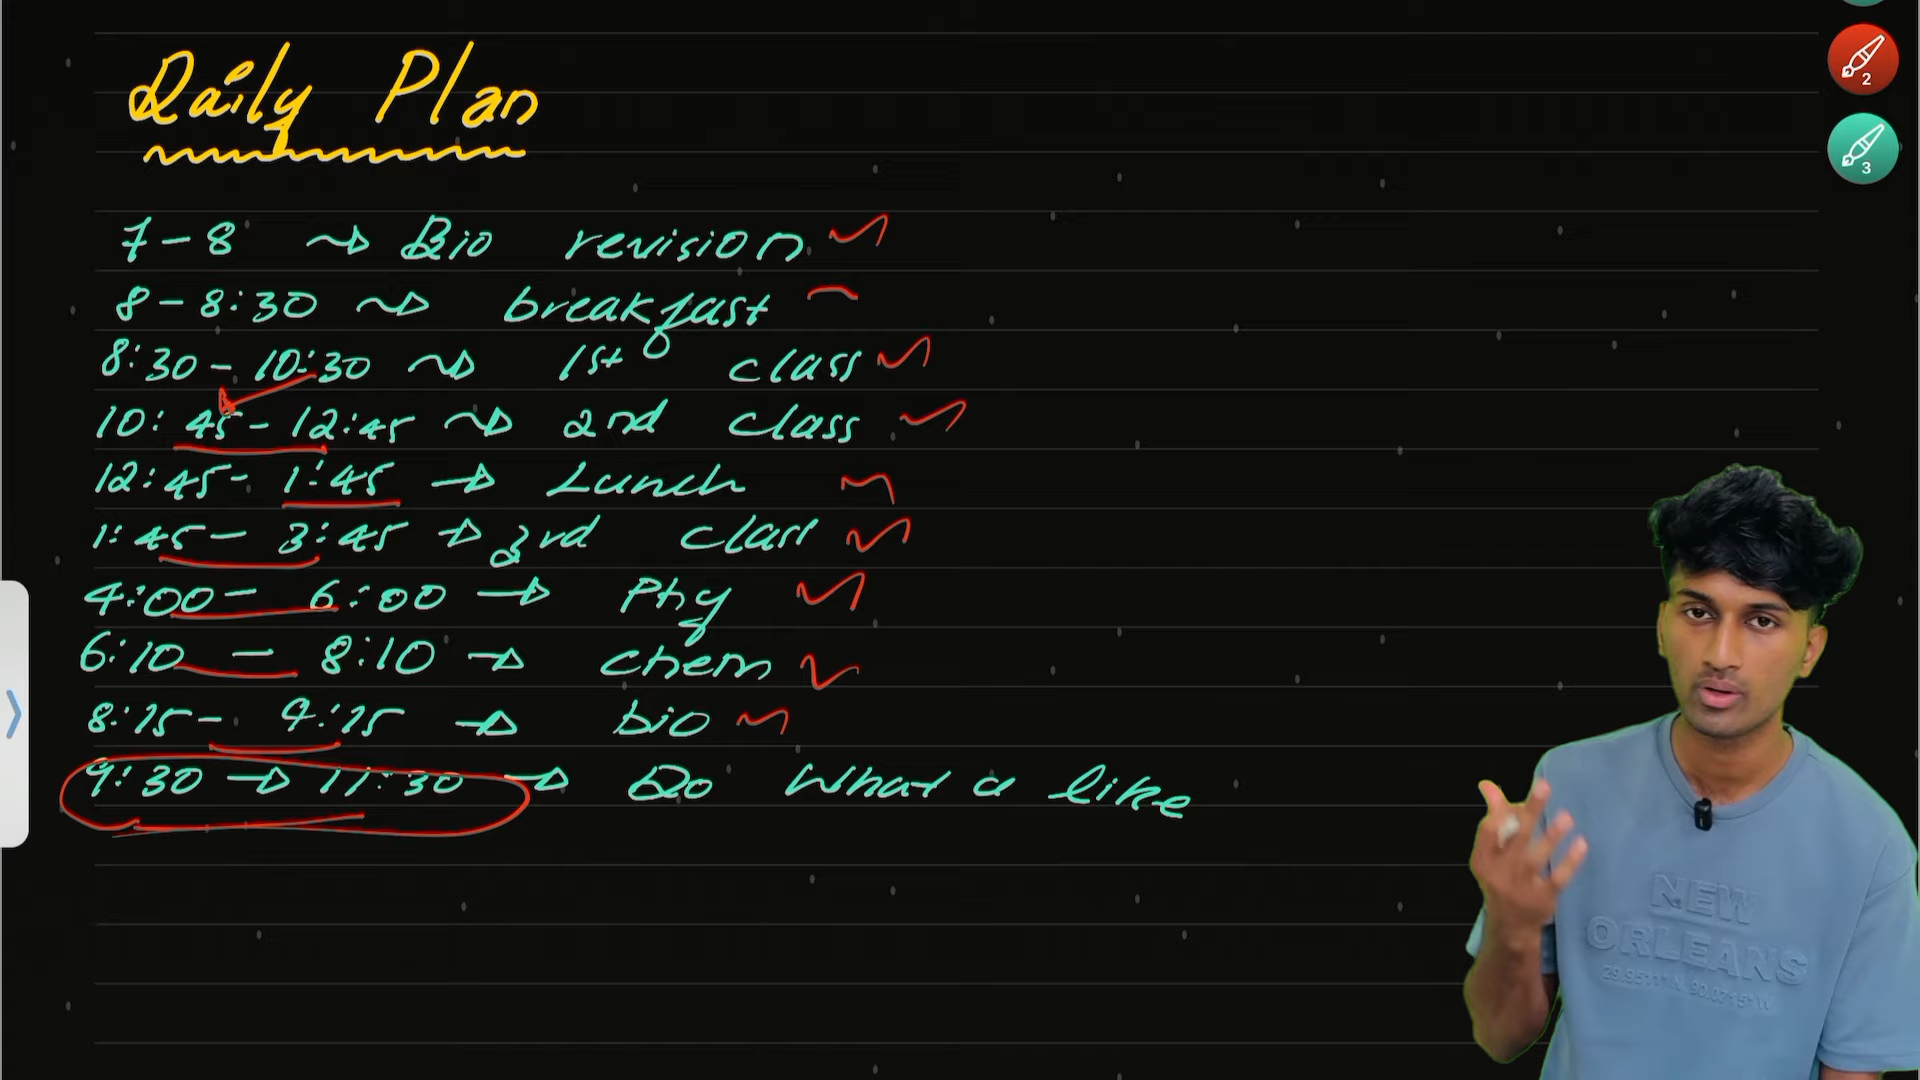 Daily Plan
7-8 → Bio revision
8-8:30 → breakfast
8:30-10:30 → 1st class
10:45-12:45 → 2nd class
12:45-1:45 → Lunch
1:45-3:45 → 3rd class
4:00-6:00 → Phy
6:10-8:10 → chem
8:15-9:15 → bio
9:30 → 11:30 → Do What u like
2
3
NEW
ORLEANS